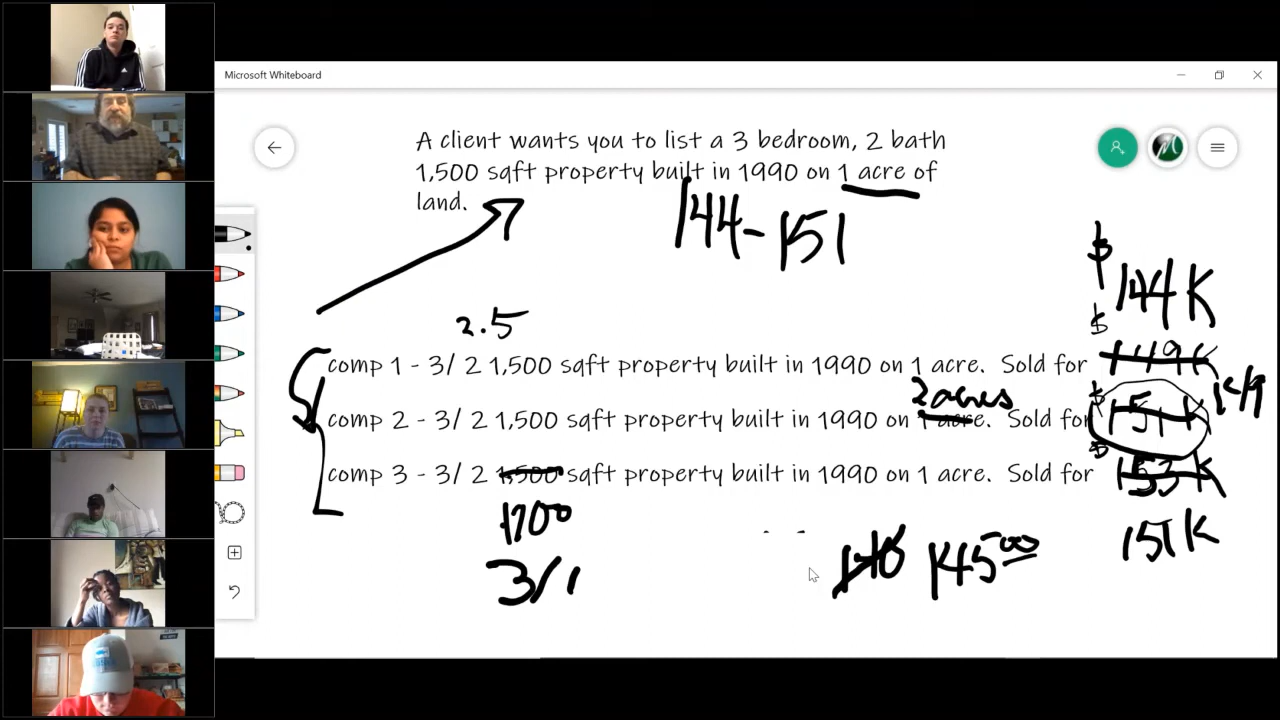 Microsoft Whiteboard
A client wants you to list a 3 bedroom, 2 bath
1,500 sqft property built in 1990 on 1 acre of
land.
144-151
$
144K
2.5
$
comp 1 - 3/ 2 1,500 sqft property built in 1990 on 1 acre. Sold for 149K
2 acres
$
comp 2 - 3/ 2 1,500 sqft property built in 1990 on 1 acre. Sold for 151K
$
comp 3 - 3/ 2 1,500 sqft property built in 1990 on 1 acre. Sold for 153K
1700
151K
3/1
140 14500